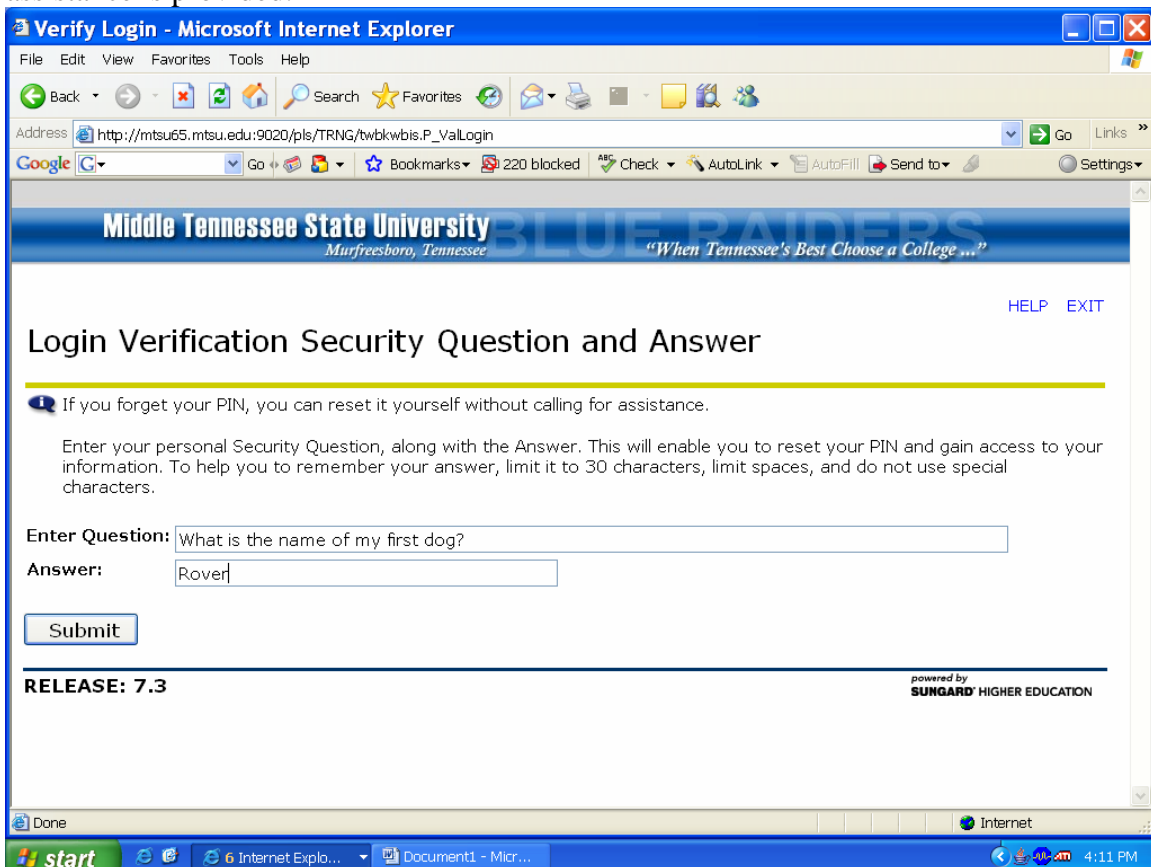 Verify Login - Microsoft Internet Explorer
File Edit View Favorites Tools Help
Back Search Favorites
Address http://mtsu65.mtsu.edu:9020/pls/TRNG/twbkwbis.P_ValLogin Go Links »
Google G Go Bookmarks 220 blocked ABC Check AutoLink AutoFill Send to Settings
BLUE RAIDERS
Middle Tennessee State University
Murfreesboro, Tennessee "When Tennessee's Best Choose a College ..."
HELP EXIT
Login Verification Security Question and Answer
If you forget your PIN, you can reset it yourself without calling for assistance.
Enter your personal Security Question, along with the Answer. This will enable you to reset your PIN and gain access to your
information. To help you to remember your answer, limit it to 30 characters, limit spaces, and do not use special
characters.
Enter Question: What is the name of my first dog?
Answer: Rover
Submit
RELEASE: 7.3
powered by
SUNGARD® HIGHER EDUCATION
Done Internet
start 6 Internet Explo... Document1 - Micr... 4:11 PM